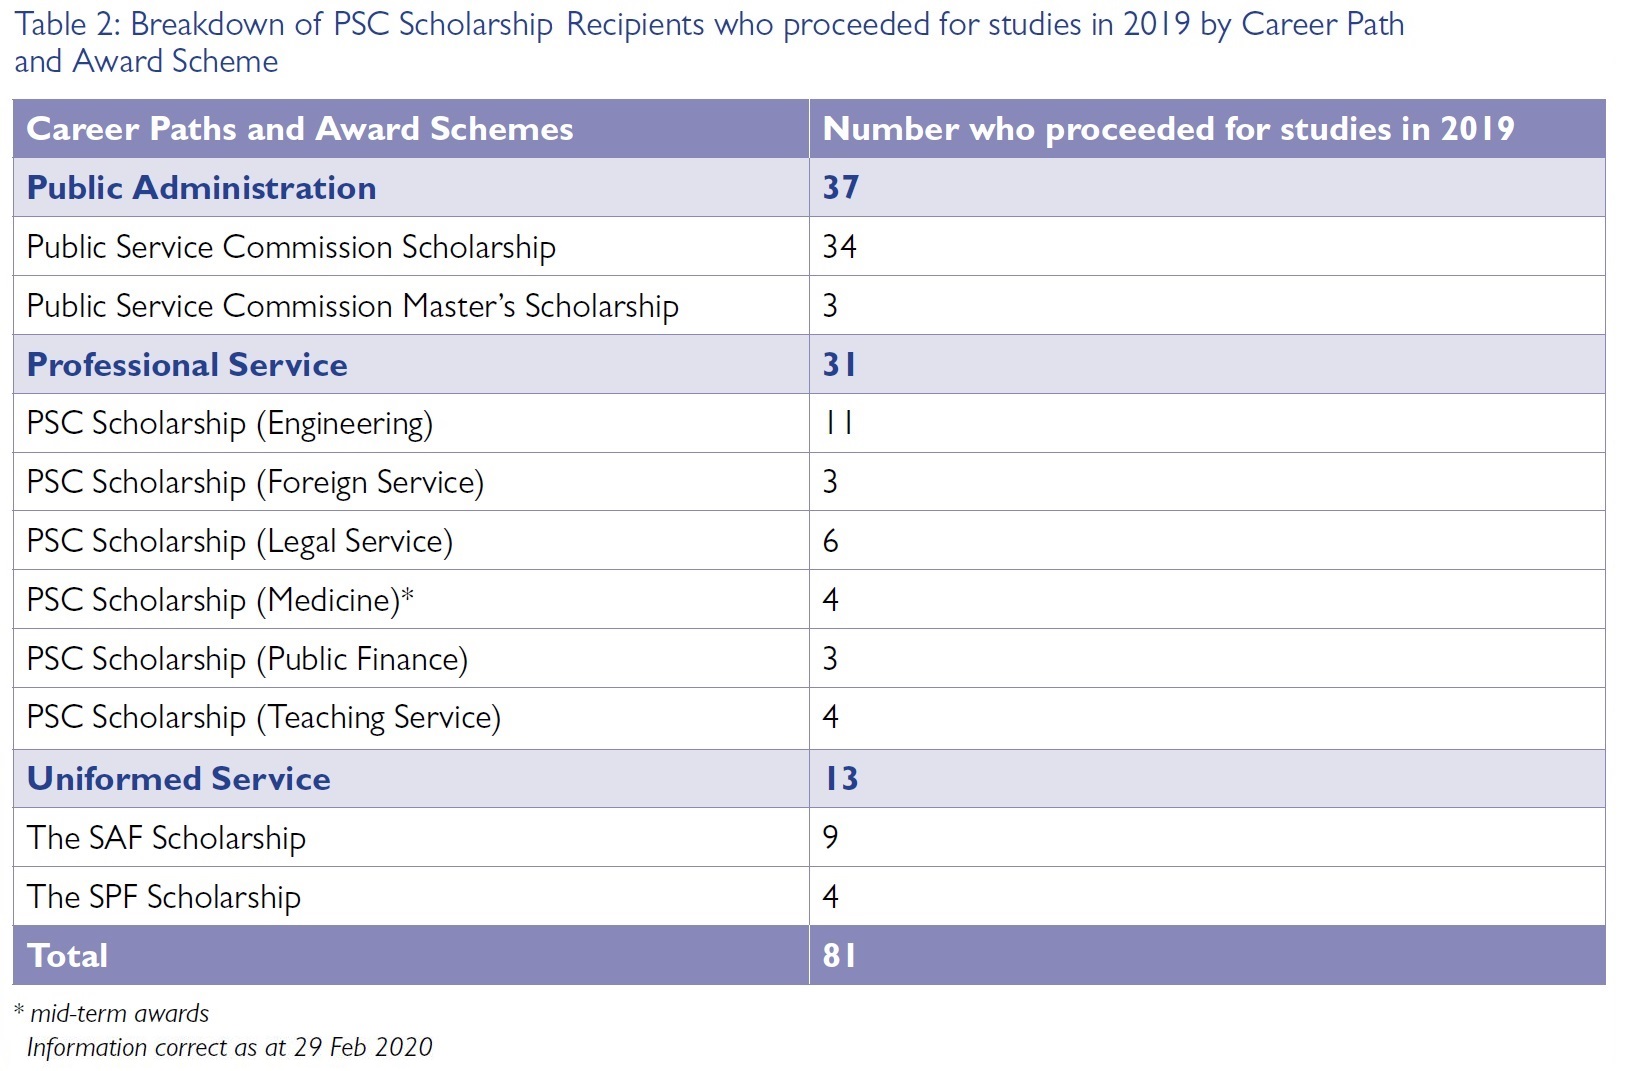 Table 2: Breakdown of PSC Scholarship Recipients who proceeded for studies in 2019 by Career Path
and Award Scheme
Career Paths and Award Schemes Number who proceeded for studies in 2019
Public Administration 37
Public Service Commission Scholarship 34
Public Service Commission Master’s Scholarship 3
Professional Service 31
PSC Scholarship (Engineering) 11
PSC Scholarship (Foreign Service) 3
PSC Scholarship (Legal Service) 6
PSC Scholarship (Medicine)* 4
PSC Scholarship (Public Finance) 3
PSC Scholarship (Teaching Service) 4
Uniformed Service 13
The SAF Scholarship 9
The SPF Scholarship 4
Total 81
* mid-term awards
Information correct as at 29 Feb 2020